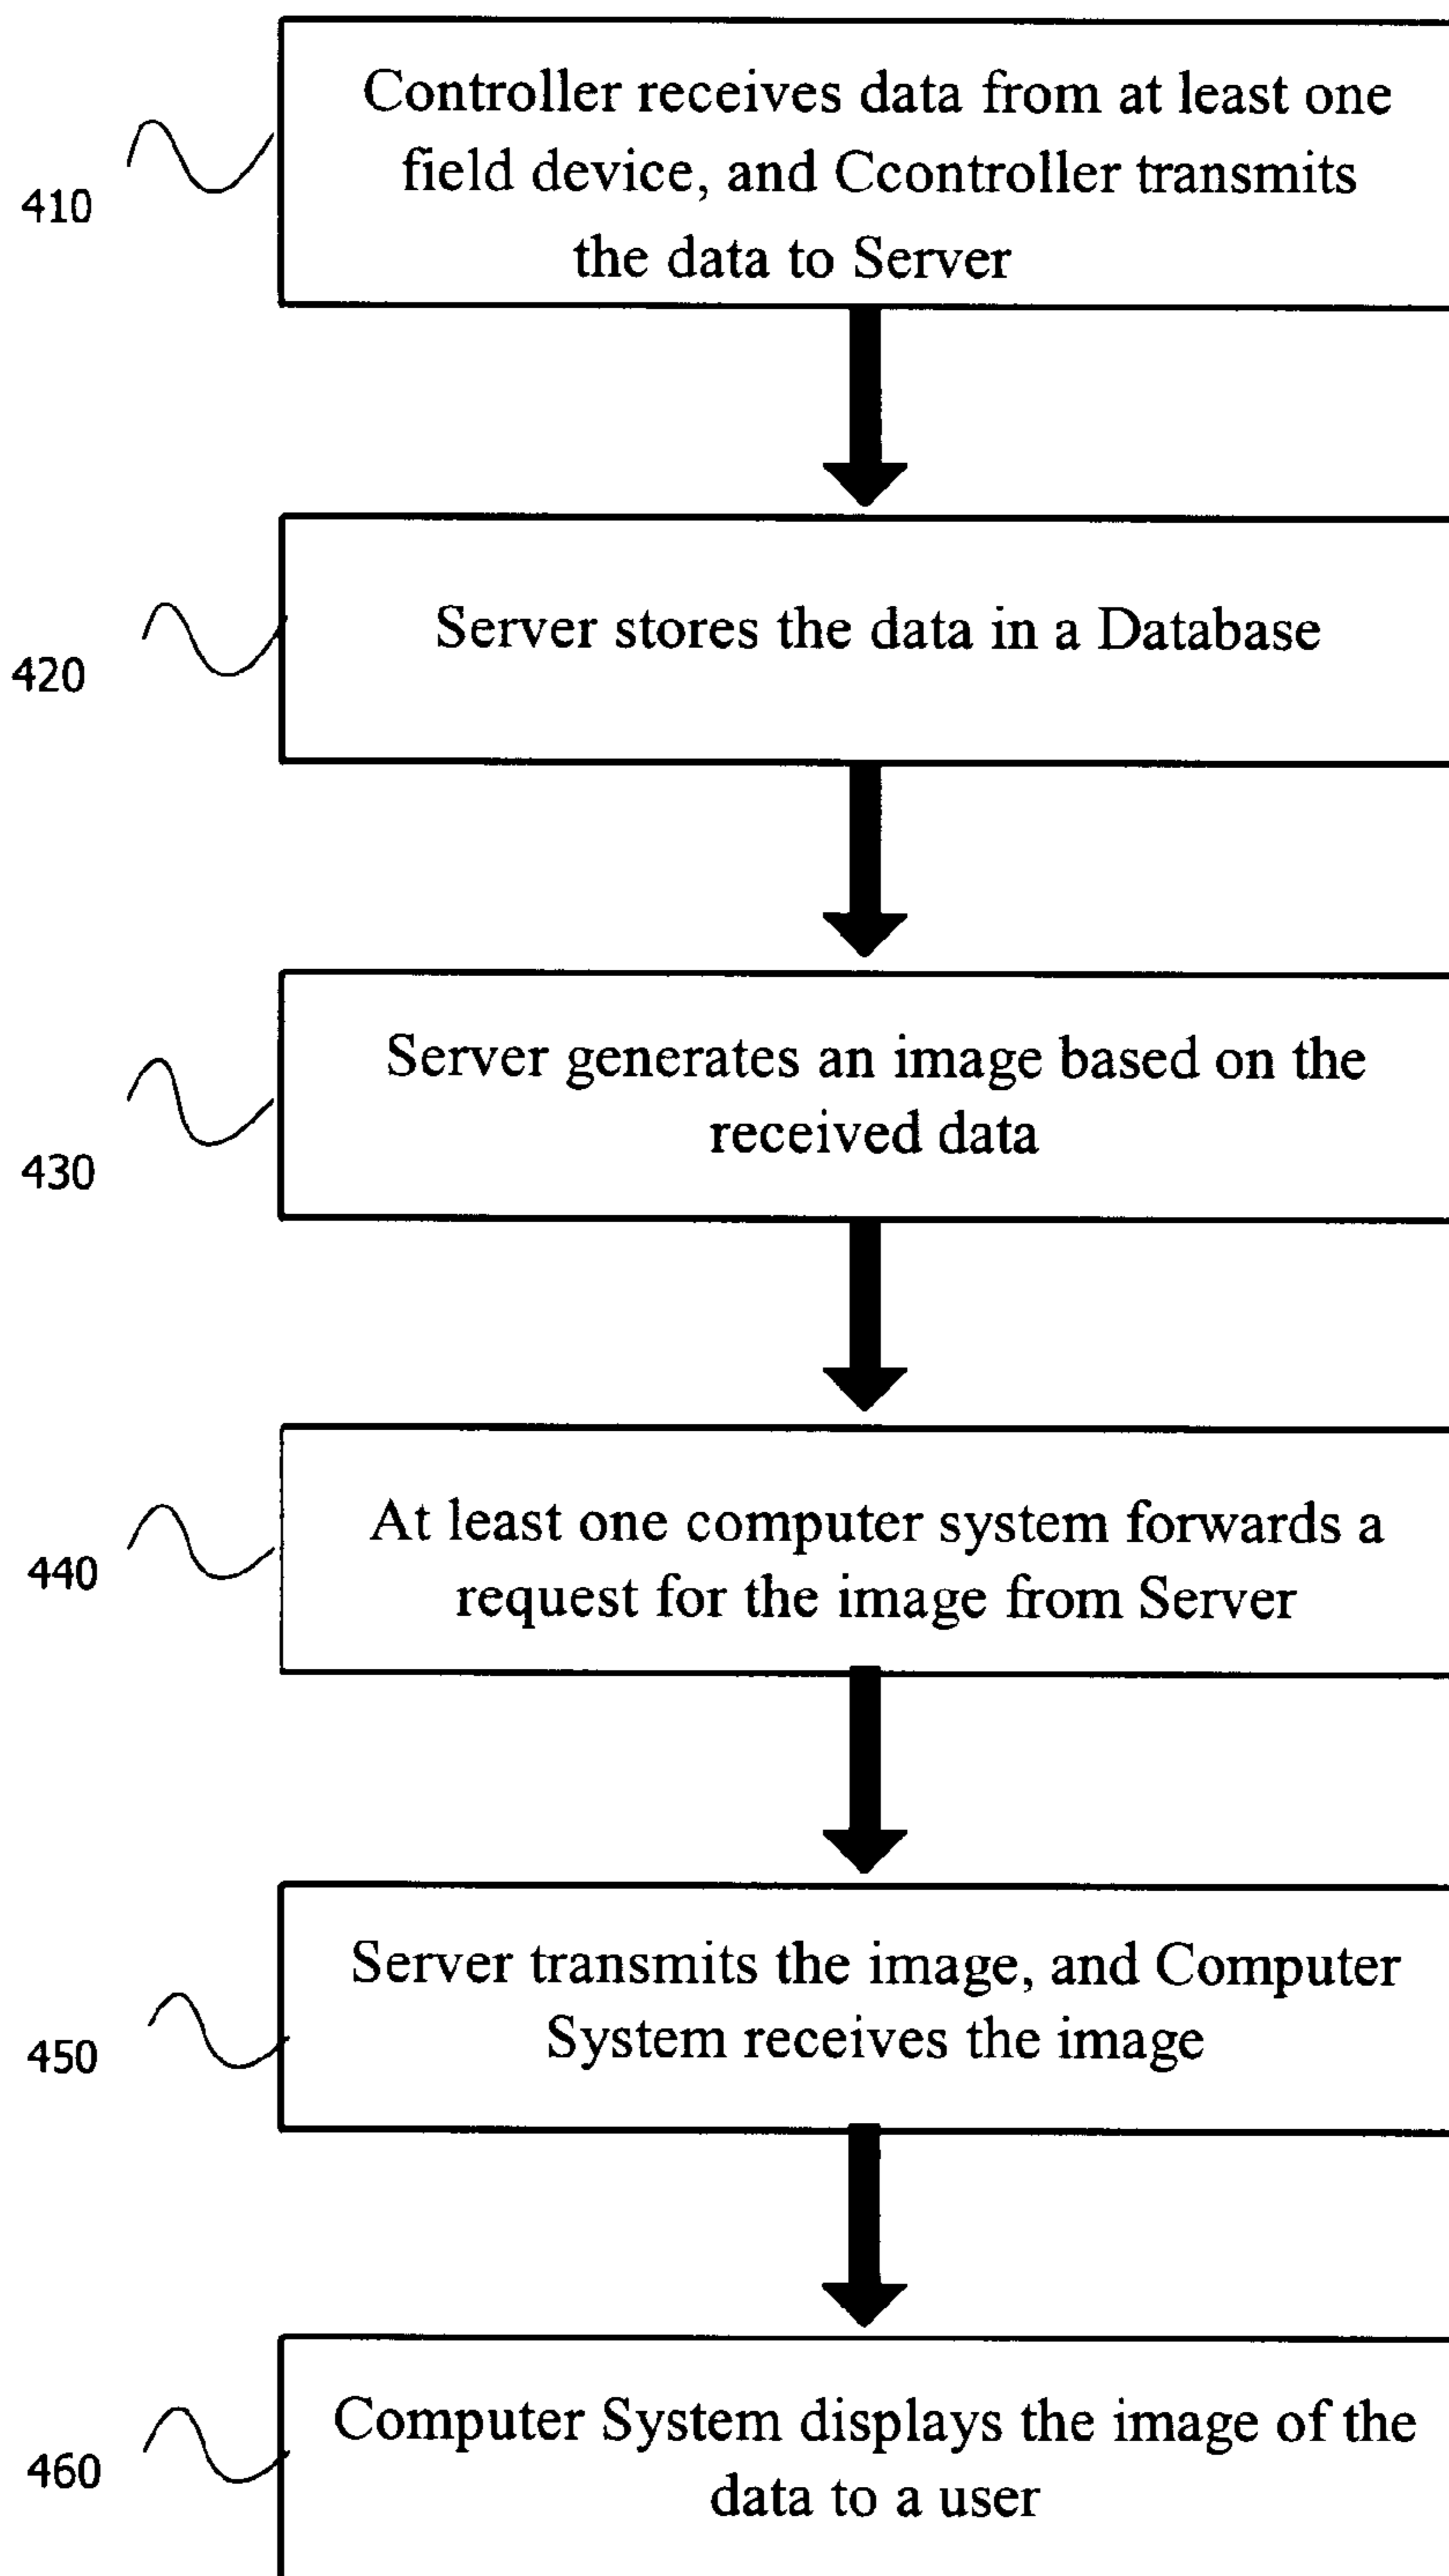 Controller receives data from at least one
field device, and Ccontroller transmits
the data to Server
410
Server stores the data in a Database
420
Server generates an image based on the
received data
430
At least one computer system forwards a
request for the image from Server
440
Server transmits the image, and Computer
System receives the image
450
Computer System displays the image of the
data to a user
460